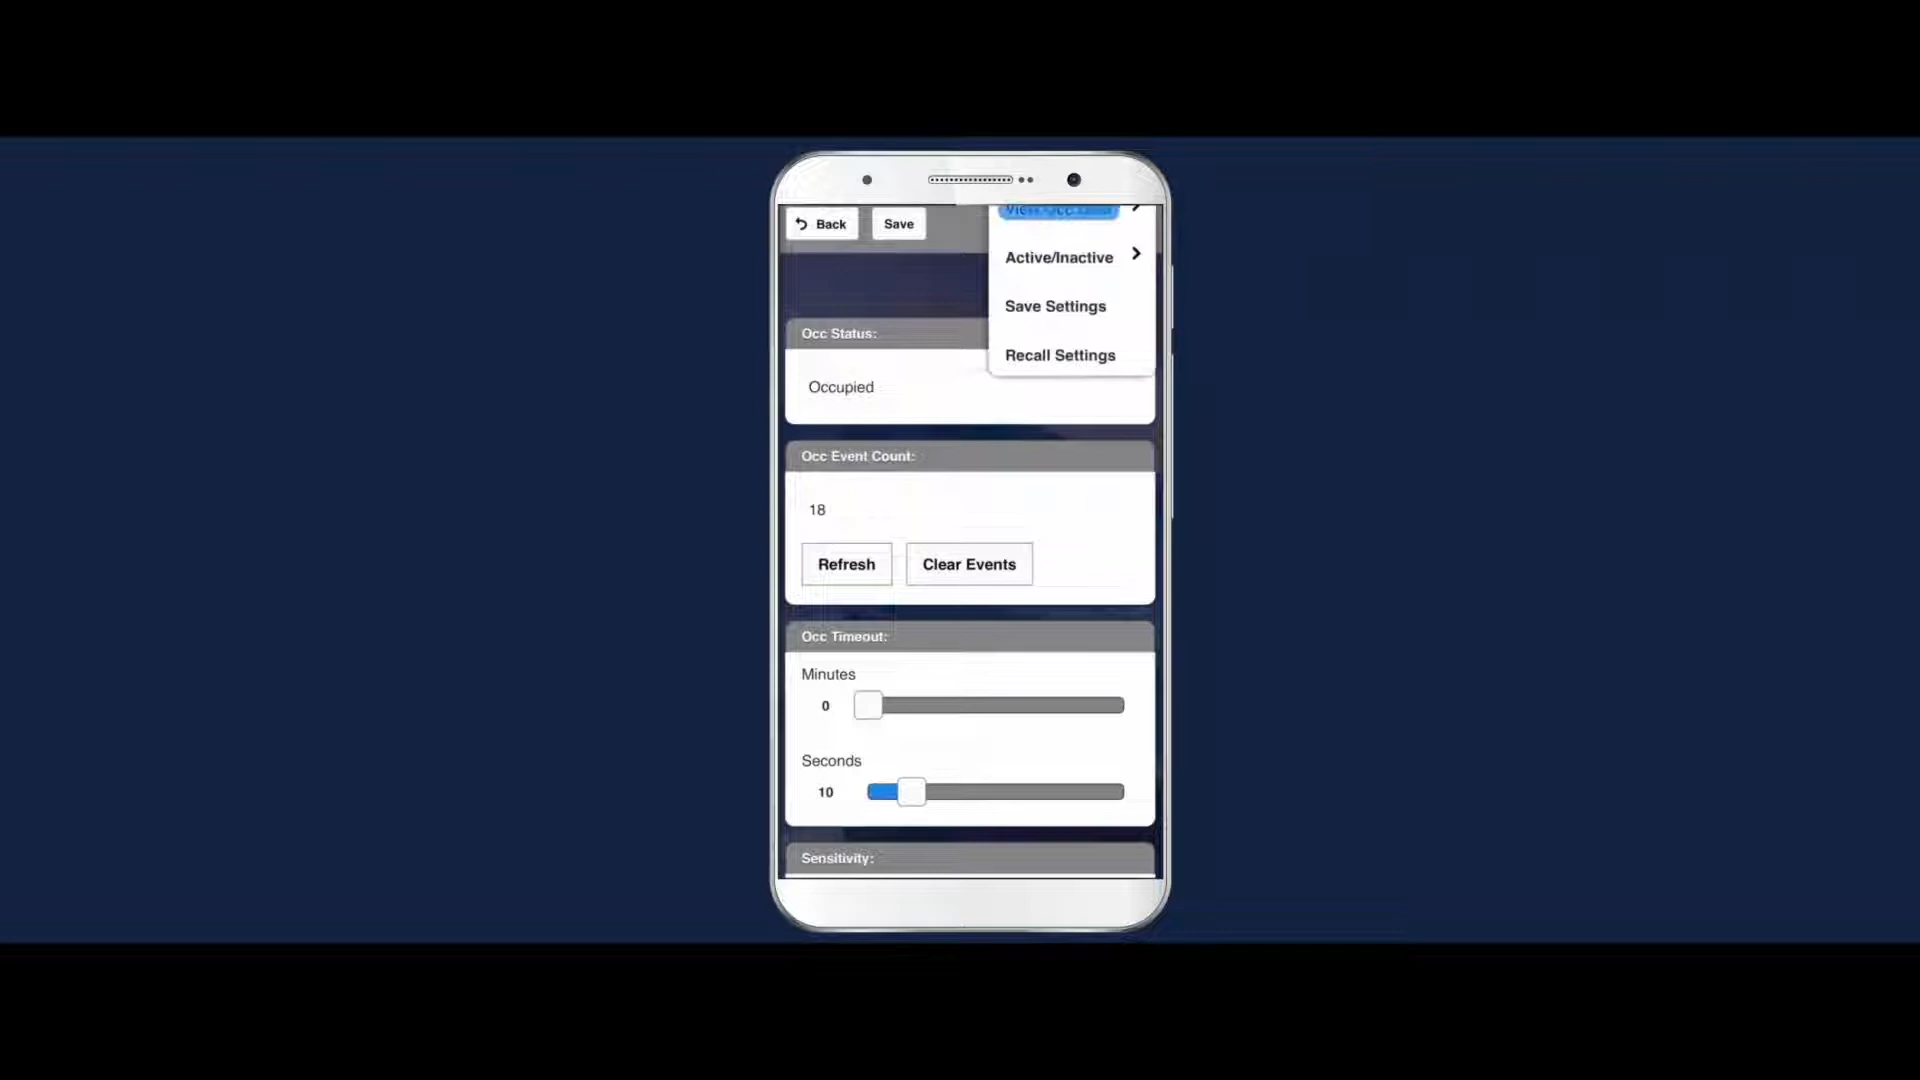 Back
Save
Active/Inactive
Save Settings
Recall Settings
Occ Status:
Occupied
Occ Event Count:
18
Refresh
Clear Events
Occ Timeout:
Minutes
0
Seconds
10
Sensitivity: